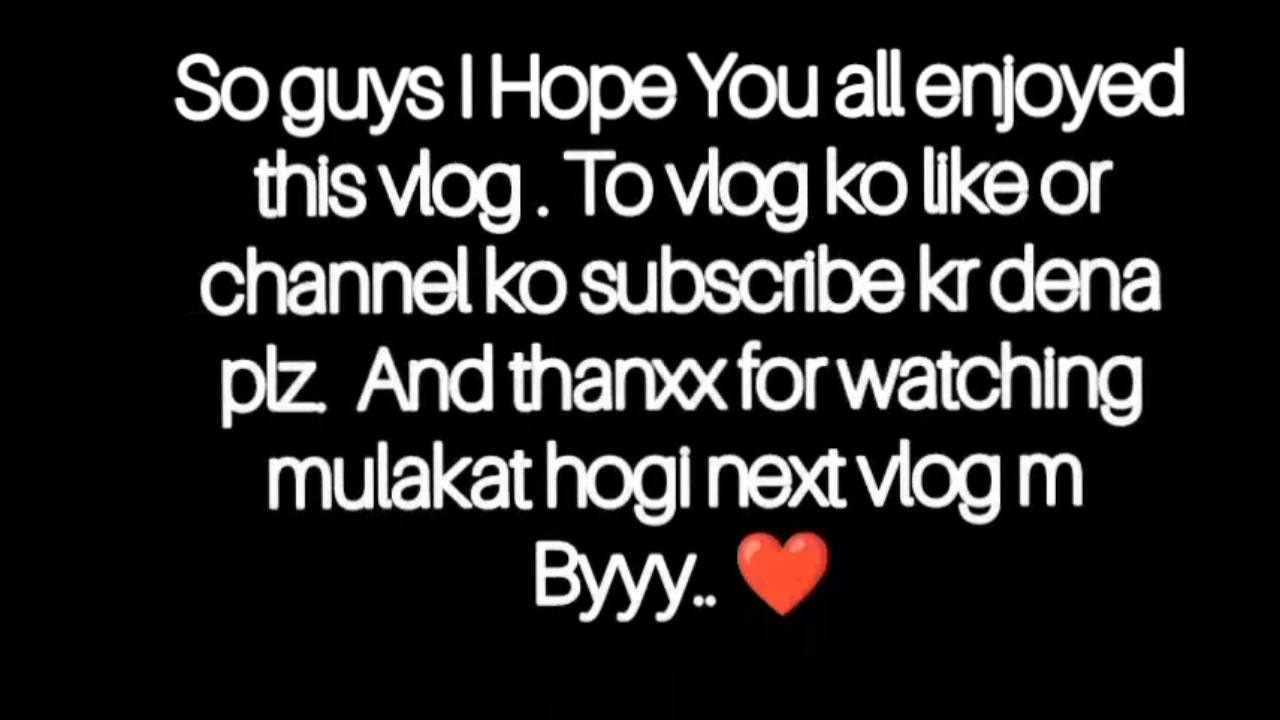 So guys I Hope You all enjoyed
this vlog . To vlog ko like or
channel ko subscribe kr dena
plz. And thanxx for watching
mulakat hogi next vlog m
Byyy.. ❤️